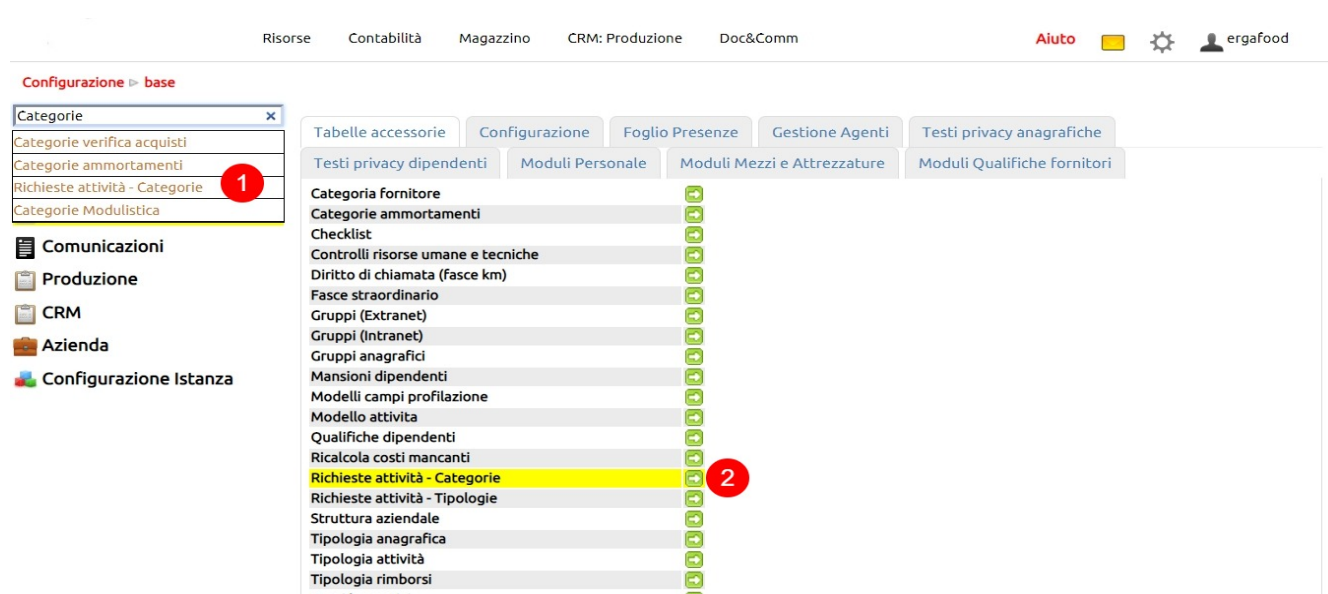 Risorse Contabilità Magazzino CRM: Produzione Doc&Comm Aiuto ergafood
Configurazione ▷ base
Categorie ×
Categorie verifica acquisti
Categorie ammortamenti
Richieste attività - Categorie
1
Categorie Modulistica
Comunicazioni
Produzione
CRM
Azienda
Configurazione Istanza
Tabelle accessorie Configurazione Foglio Presenze Gestione Agenti Testi privacy anagrafiche
Testi privacy dipendenti Moduli Personale Moduli Mezzi e Attrezzature Moduli Qualifiche fornitori
Categoria fornitore
Categorie ammortamenti
Checklist
Controlli risorse umane e tecniche
Diritto di chiamata (fasce km)
Fasce straordinario
Gruppi (Extranet)
Gruppi (Intranet)
Gruppi anagrafici
Mansioni dipendenti
Modelli campi profilazione
Modello attivita
Qualifiche dipendenti
Ricalcola costi mancanti
Richieste attività - Categorie 2
Richieste attività - Tipologie
Struttura aziendale
Tipologia anagrafica
Tipologia attività
Tipologia rimborsi